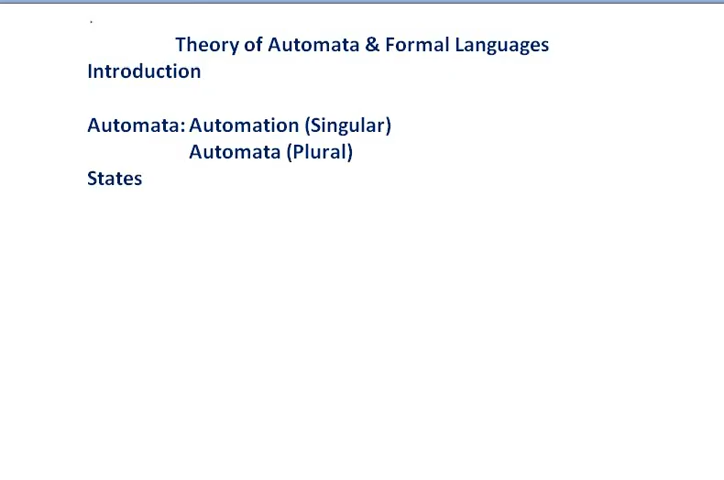 Theory of Automata & Formal Languages
Introduction
Automata: Automation (Singular)
Automata (Plural)
States